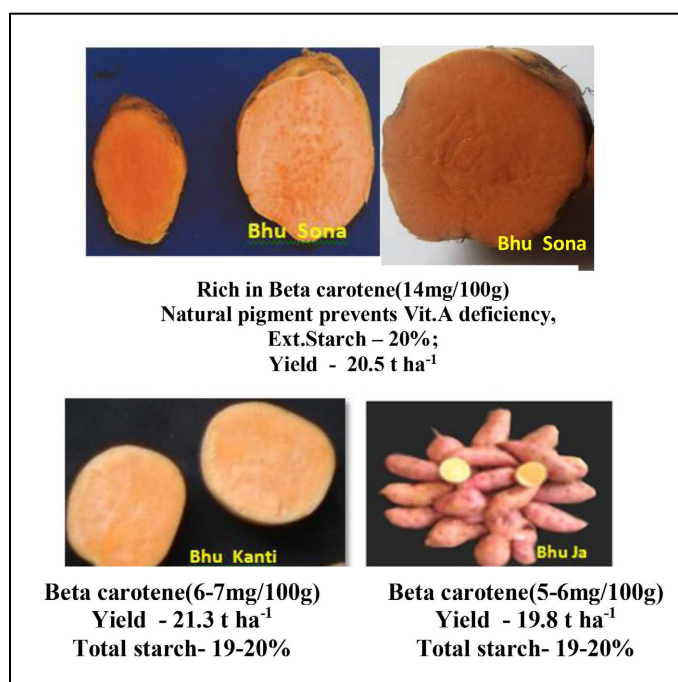 Bhu Sona
Bhu Sona
Rich in Beta carotene(14mg/100g)
Natural pigment prevents Vit.A deficiency,
Ext.Starch – 20%;
Yield - 20.5 t ha⁻¹
Bhu Kanti
Beta carotene(6-7mg/100g)
Yield - 21.3 t ha⁻¹
Total starch- 19-20%
Bhu Ja
Beta carotene(5-6mg/100g)
Yield - 19.8 t ha⁻¹
Total starch- 19-20%